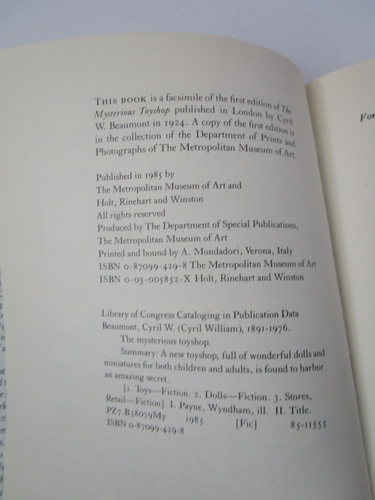 THIS BOOK is a facsimile of the first edition of The
Mysterious Toyshop published in London by Cyril
W. Beaumont in 1924. A copy of the first edition is
in the collection of the Department of Prints and
Photographs of The Metropolitan Museum of Art.
Published in 1985 by
The Metropolitan Museum of Art and
Holt, Rinehart and Winston
All rights reserved
Produced by The Department of Special Publications,
The Metropolitan Museum of Art
Printed and bound by A. Mondadori, Verona, Italy
ISBN 0-87099-429-8 The Metropolitan Museum of Art
ISBN 0-03-005852-X Holt, Rinehart and Winston
Library of Congress Cataloging in Publication Data
Beaumont, Cyril W. (Cyril William), 1891-1976.
The mysterious toyshop.
Summary: A new toyshop, full of wonderful dolls and
miniatures for both children and adults, is found to harbor
an amazing secret.
[1. Toys—Fiction. 2. Dolls—Fiction. 3. Stores,
Retail—Fiction] I. Payne, Wyndham, ill. II. Title.
PZ7.B38079My 1985 [Fic] 85-11555
ISBN 0-87099-429-8
For